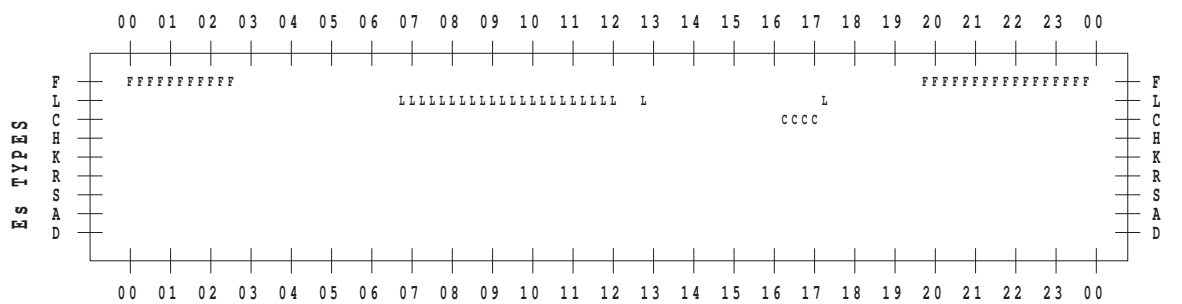 00 01 02 03 04 05 06 07 08 09 10 11 12 13 14 15 16 17 18 19 20 21 22 23 00
F FFFFFFFFFFF FFFFFFFFFFFFFFFFF F
L LLLLLLLLLLLLLLLLLLLLLL L L L
C CCCC C
H H
K K
R R
S S
A A
D D
Es TYPES
00 01 02 03 04 05 06 07 08 09 10 11 12 13 14 15 16 17 18 19 20 21 22 23 00